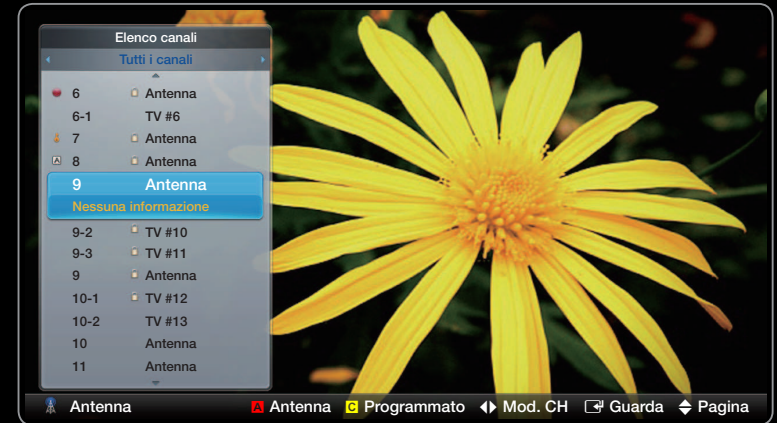 Elenco canali
Tutti i canali
6 Antenna
6-1 TV #6
7 Antenna
A 8 Antenna
9 Antenna
Nessuna informazione
9-2 TV #10
9-3 TV #11
9 Antenna
10-1 TV #12
10-2 TV #13
10 Antenna
11 Antenna
Antenna A Antenna C Programmato Mod. CH Guarda Pagina